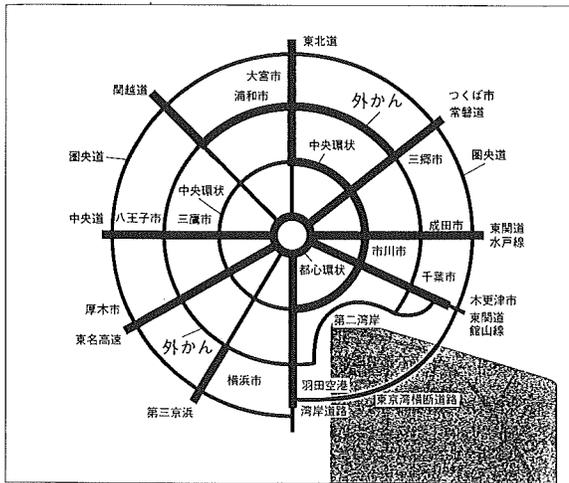 東北道
大宮市
浦和市
関越道
外かん
つくば市
常磐道
中央環状
三郷市
圏央道
圏央道
中央環状
中央道
八王子市
三鷹市
成田市
東関道
水戸線
市川市
都心環状
千葉市
木更津市
東関道
館山線
厚木市
東名高速
外かん
第二湾岸
横浜市
羽田空港
第三京浜
湾岸道路
東京湾横断道路